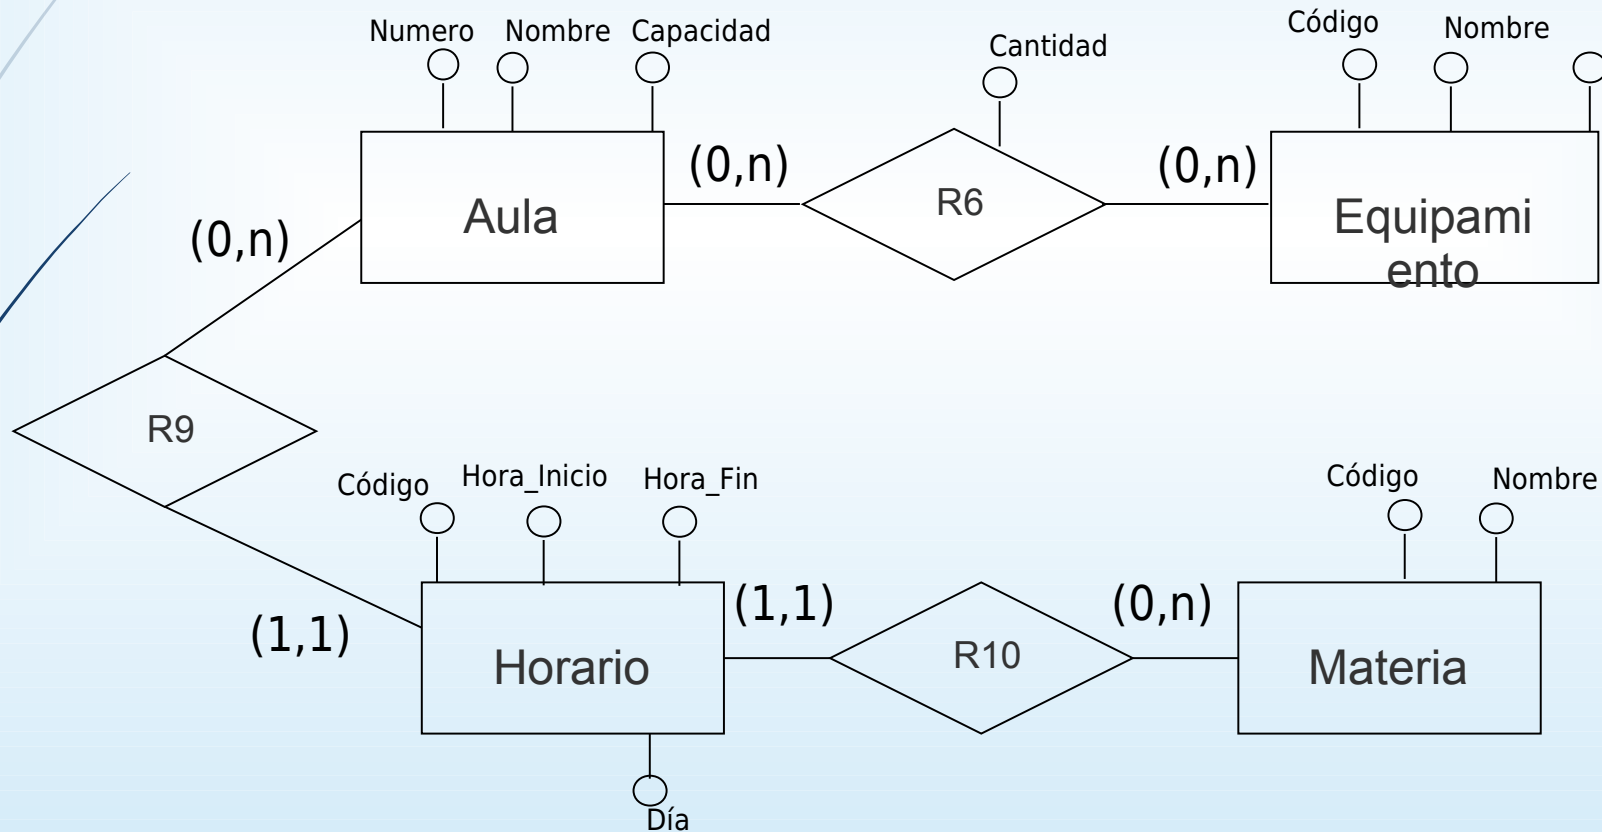 Numero
Nombre
Capacidad
Cantidad
Código
Nombre
(0,n)
(0,n)
(0,n)
Aula
R6
Equipami
ento
R9
Código
Hora_Inicio
Hora_Fin
Código
Nombre
(1,1)
(1,1)
(0,n)
Horario
R10
Materia
Día